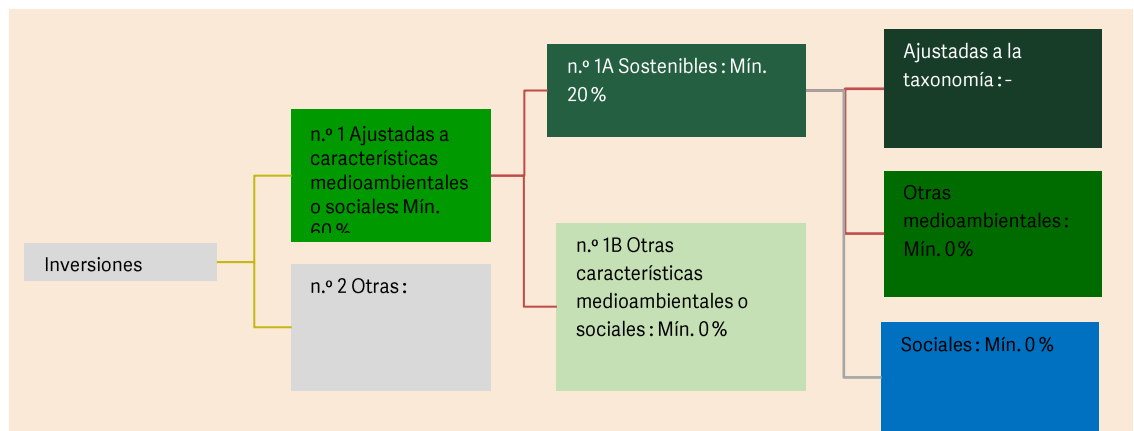 Inversiones
n.º 1 Ajustadas a
características
medioambientales
o sociales: Mín.
60 %
n.º 2 Otras :
n.º 1A Sostenibles : Mín.
20 %
n.º 1B Otras
características
medioambientales o
sociales : Mín. 0 %
Ajustadas a la
taxonomía : -
Otras
medioambientales :
Mín. 0 %
Sociales : Mín. 0 %